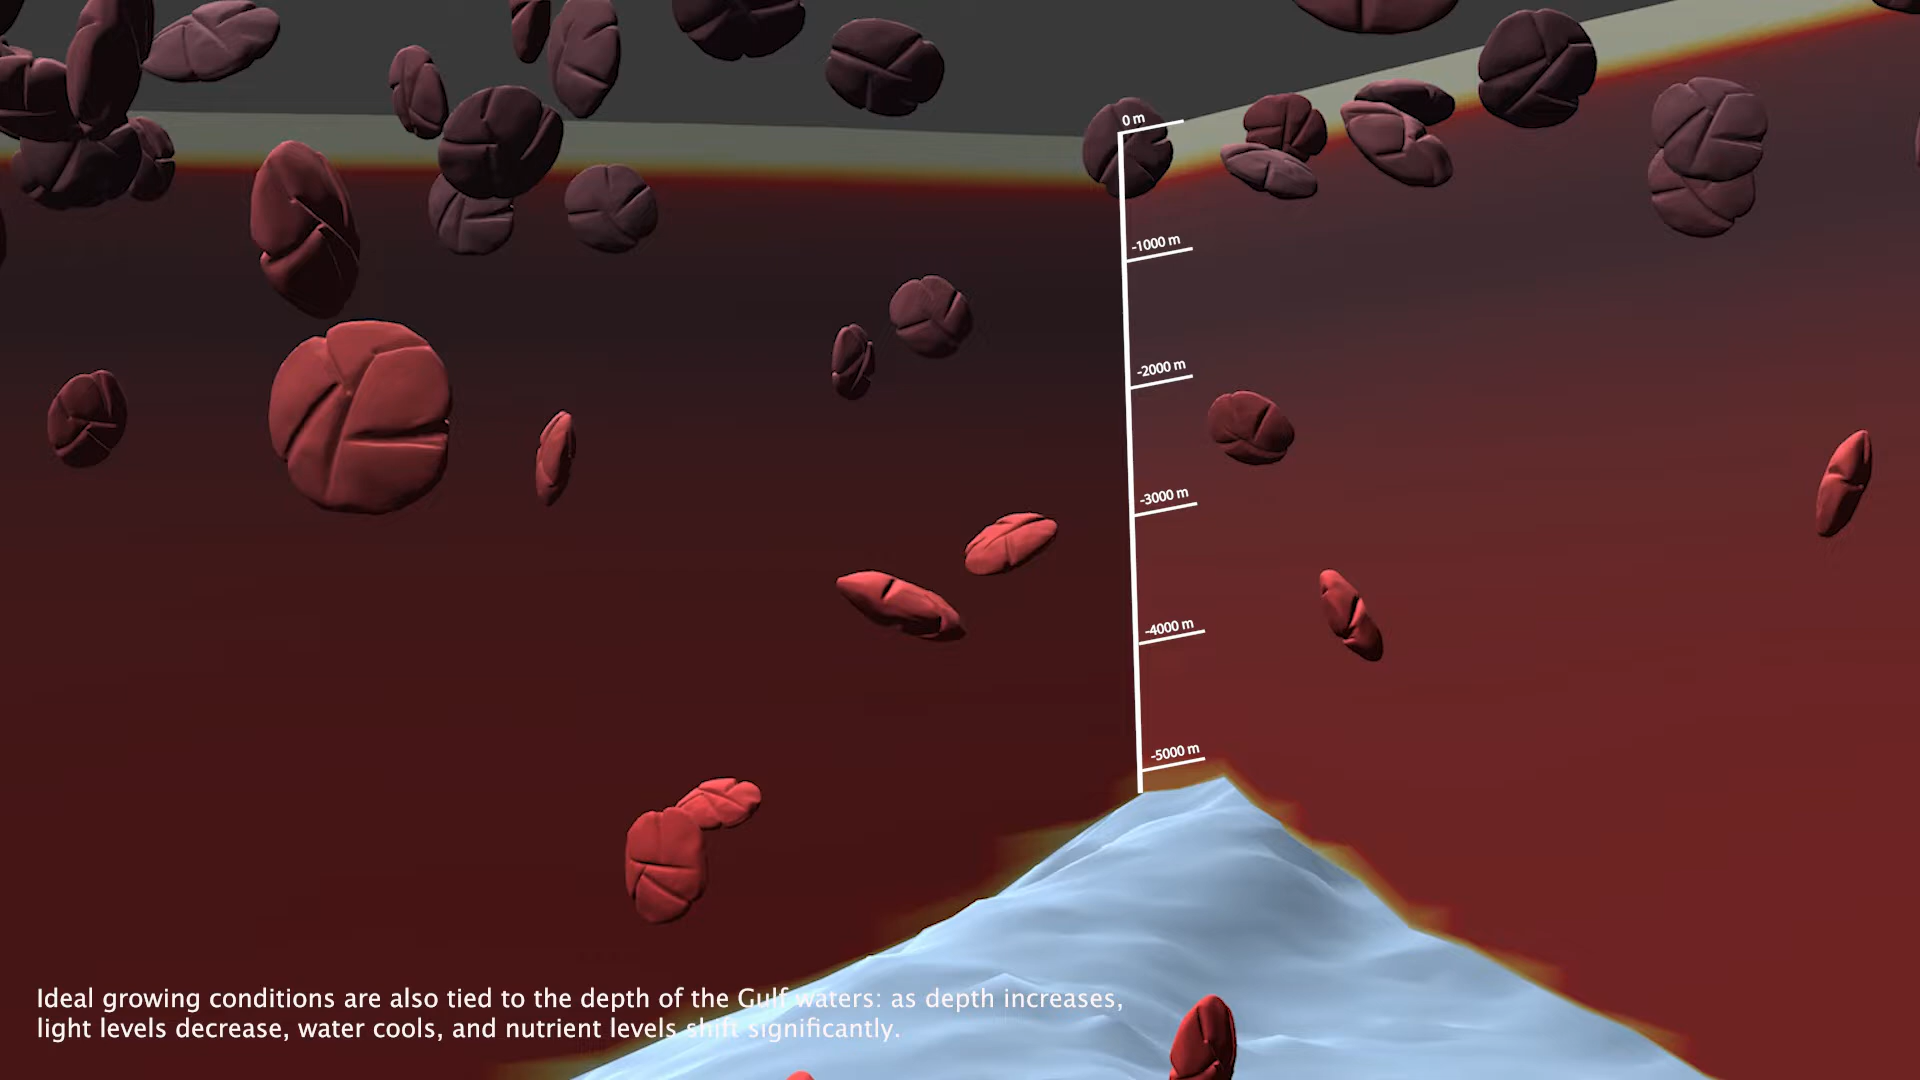 0 m
-1000 m
-2000 m
-3000 m
-4000 m
-5000 m
Ideal growing conditions are also tied to the depth of the Gulf waters: as depth increases,
light levels decrease, water cools, and nutrient levels shift significantly.